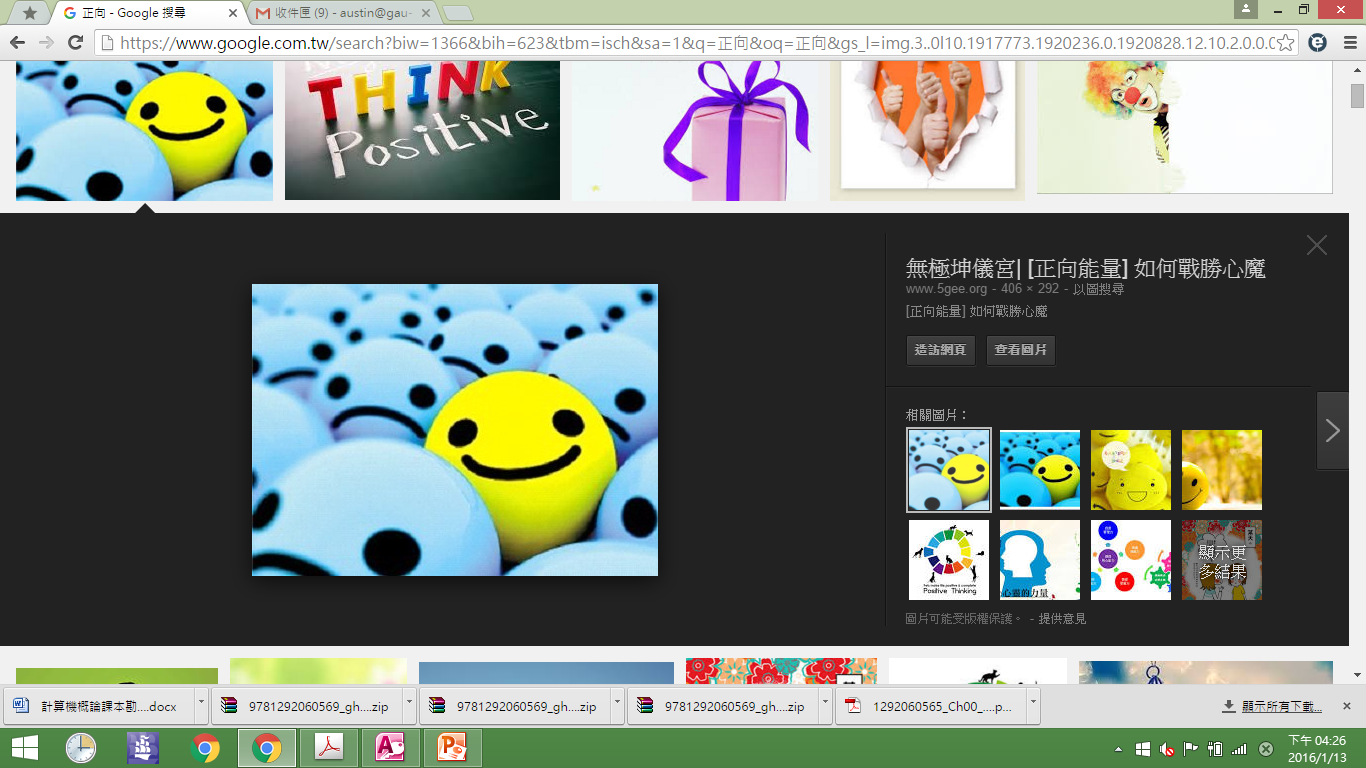 正向 - Google 搜尋
收件匣 (9) - austin@gau-
https://www.google.com.tw/search?biw=1366&bih=623&tbm=isch&sa=1&q=正向&oq=正向&gs_l=img.3..0l10.1917773.1920236.0.1920828.12.10.2.0.0.0
THINK
Positive
無極坤儀宮| [正向能量] 如何戰勝心魔
www.5gee.org - 406 × 292 - 以圖搜尋
[正向能量] 如何戰勝心魔
造訪網頁
查看圖片
相關圖片：
Positive Thinking
心靈的力量
顯示更
多結果
圖片可能受版權保護。 - 提供意見
計算機概論課本勘....docx
9781292060569_gh....zip
9781292060569_gh....zip
9781292060569_gh....zip
1292060565_Ch00_....p...
顯示所有下載...
下午 04:26
2016/1/13